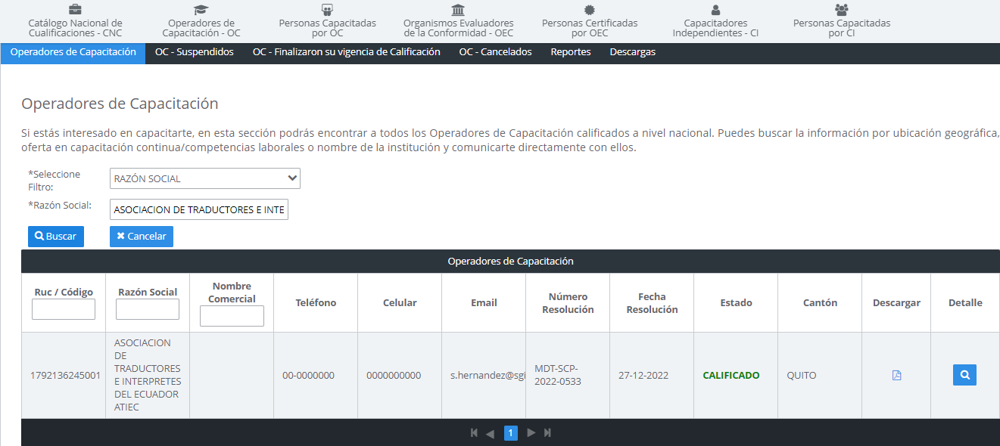 Catálogo Nacional de
Cualificaciones - CNC
Operadores de
Capacitación - OC
Personas Capacitadas
por OC
Organismos Evaluadores
de la Conformidad - OEC
Personas Certificadas
por OEC
Capacitadores
Independientes - CI
Personas Capacitadas
por CI
Operadores de Capacitación
OC - Suspendidos
OC - Finalizaron su vigencia de Calificación
OC - Cancelados
Reportes
Descargas
Operadores de Capacitación
Si estás interesado en capacitarte, en esta sección podrás encontrar a todos los Operadores de Capacitación calificados a nivel nacional. Puedes buscar la información por ubicación geográfica,
oferta en capacitación continua/competencias laborales o nombre de la institución y comunicarte directamente con ellos.
*Seleccione
Filtro:
RAZÓN SOCIAL
*Razón Social:
ASOCIACION DE TRADUCTORES E INTE
Buscar
Cancelar
Operadores de Capacitación
Ruc / Código
Razón Social
Nombre
Comercial
Teléfono
Celular
Email
Número
Resolución
Fecha
Resolución
Estado
Cantón
Descargar
Detalle
1792136245001
ASOCIACION
DE
TRADUCTORES
E INTERPRETES
DEL ECUADOR
ATIEC
00-0000000
0000000000
s.hernandez@sgi
MDT-SCP-
2022-0533
27-12-2022
CALIFICADO
QUITO
1